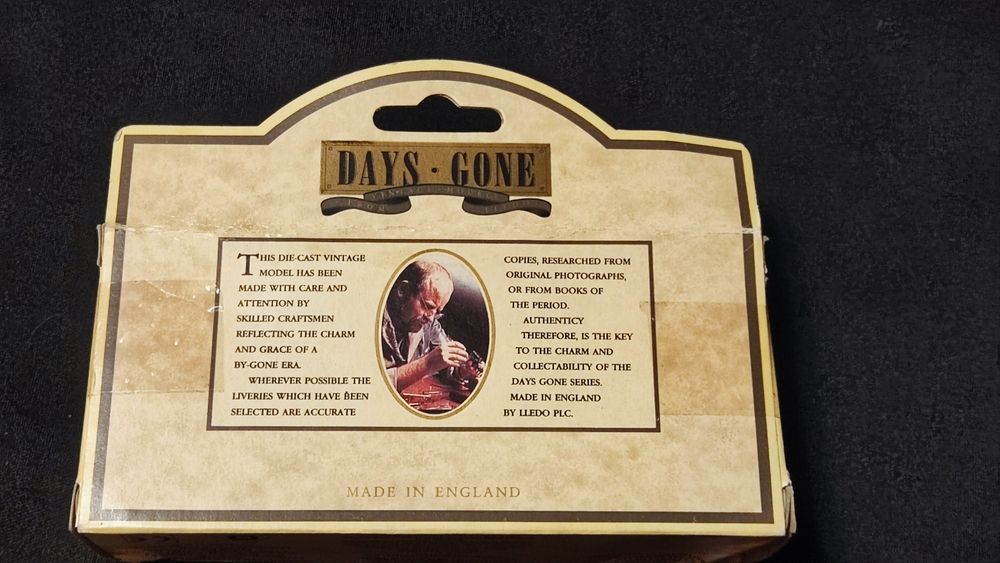 DAYS · GONE
VINTAGE MODELS
THIS DIE-CAST VINTAGE
MODEL HAS BEEN
MADE WITH CARE AND
ATTENTION BY
SKILLED CRAFTSMEN
REFLECTING THE CHARM
AND GRACE OF A
BY-GONE ERA.
WHEREVER POSSIBLE THE
LIVERIES WHICH HAVE BEEN
SELECTED ARE ACCURATE
COPIES, RESEARCHED FROM
ORIGINAL PHOTOGRAPHS,
OR FROM BOOKS OF
THE PERIOD.
AUTHENTICY
THEREFORE, IS THE KEY
TO THE CHARM AND
COLLECTABILITY OF THE
DAYS GONE SERIES.
MADE IN ENGLAND
BY LLEDO PLC.
MADE IN ENGLAND